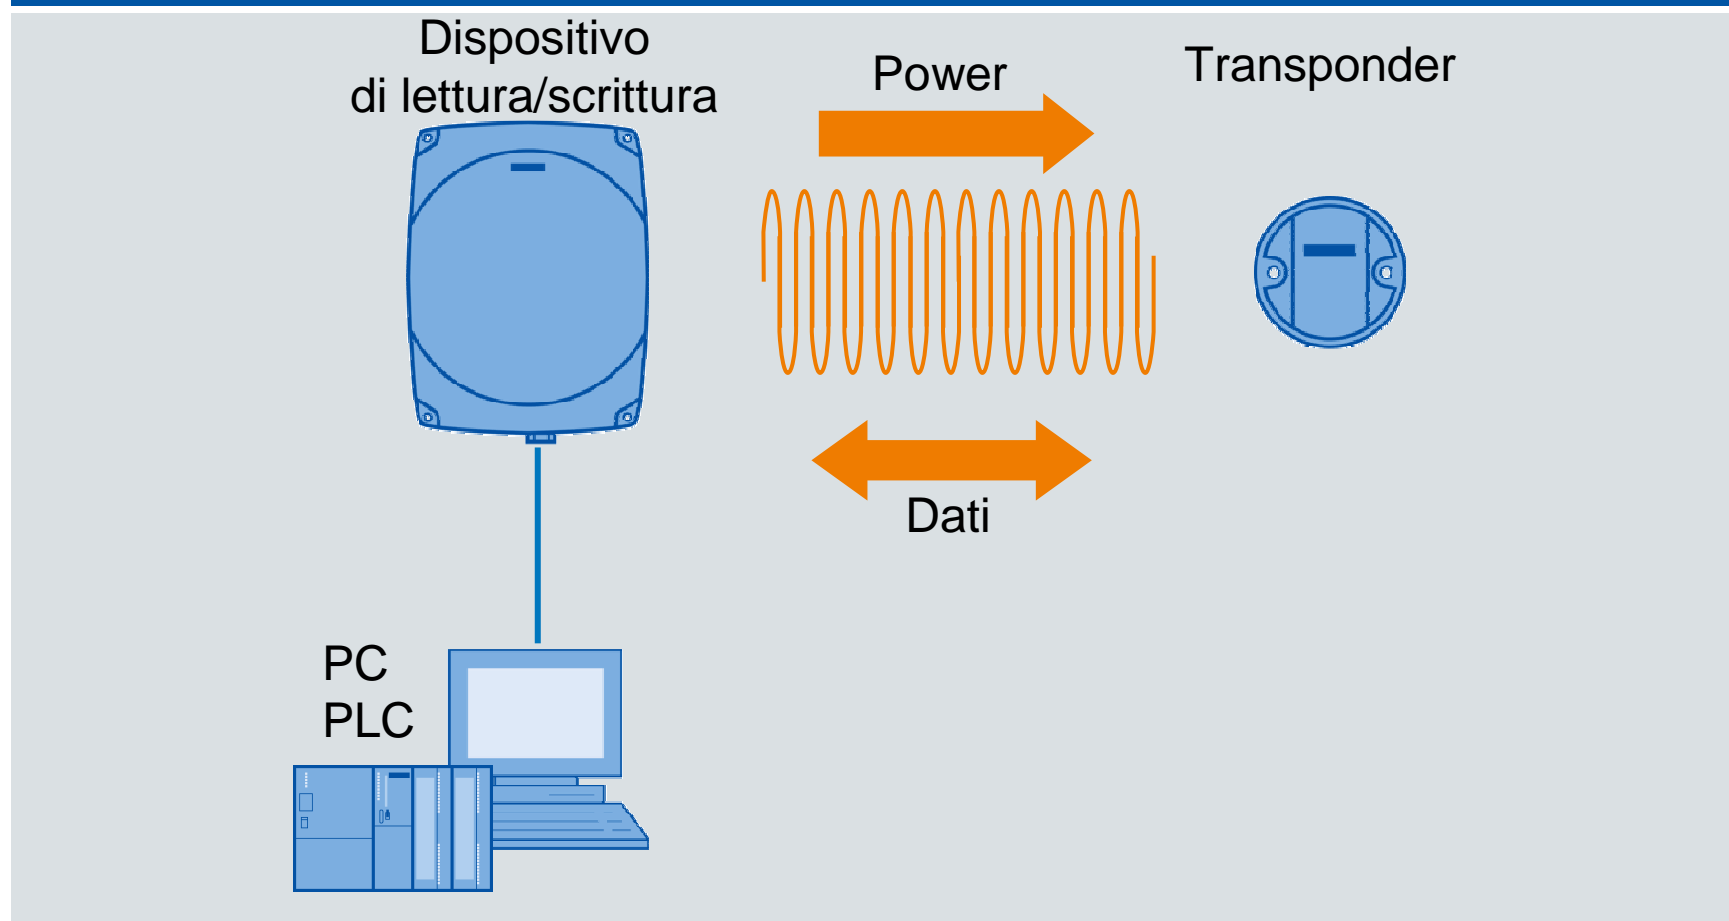 Dispositivo
di lettura/scrittura
Power
Transponder
Dati
PC
PLC